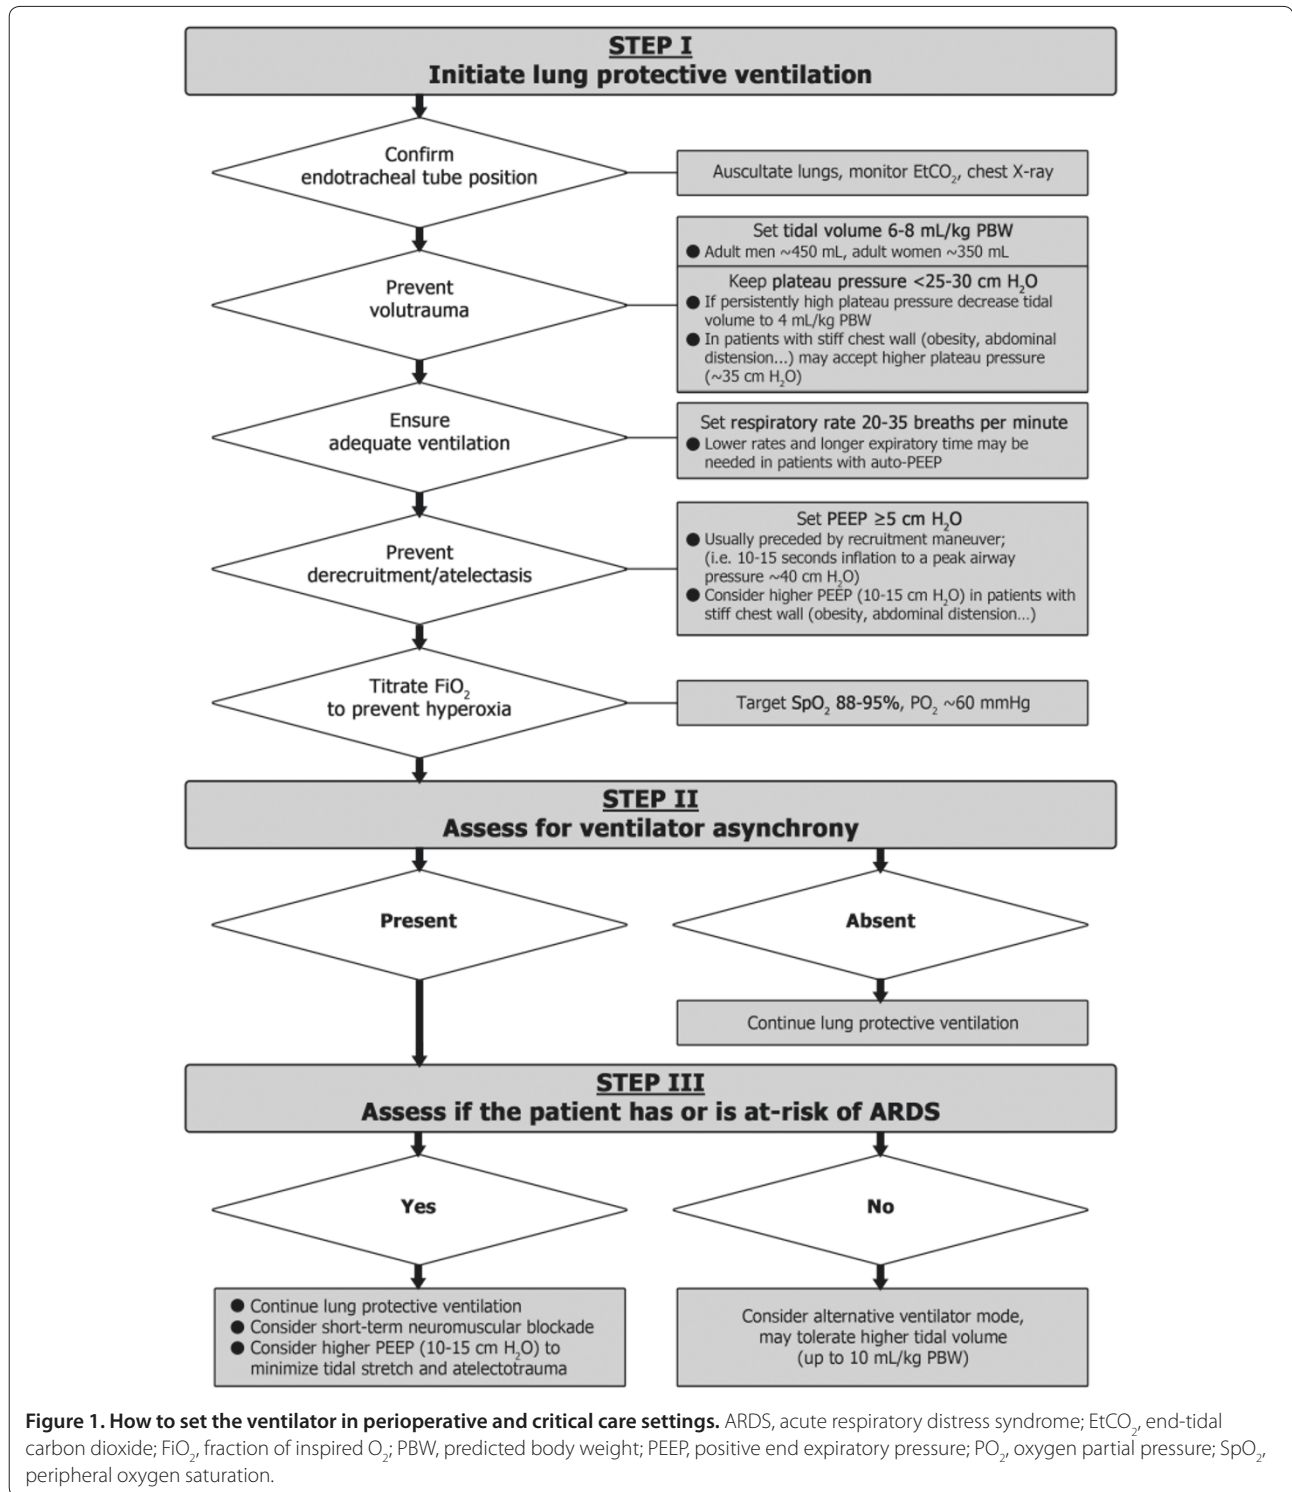 STEP I
Initiate lung protective ventilation
Confirm
endotracheal tube position
Auscultate lungs, monitor EtCO2, chest X-ray
Prevent
volutrauma
Set tidal volume 6-8 mL/kg PBW
● Adult men ~450 mL, adult women ~350 mL
Keep plateau pressure <25-30 cm H2O
● If persistently high plateau pressure decrease tidal
volume to 4 mL/kg PBW
● In patients with stiff chest wall (obesity, abdominal
distension...) may accept higher plateau pressure
(~35 cm H2O)
Ensure
adequate ventilation
Set respiratory rate 20-35 breaths per minute
● Lower rates and longer expiratory time may be
needed in patients with auto-PEEP
Prevent
derecruitment/atelectasis
Set PEEP ≥5 cm H2O
● Usually preceded by recruitment maneuver;
(i.e. 10-15 seconds inflation to a peak airway
pressure ~40 cm H2O)
● Consider higher PEEP (10-15 cm H2O) in patients with
stiff chest wall (obesity, abdominal distension...)
Titrate FiO2
to prevent hyperoxia
Target SpO2 88-95%, PO2 ~60 mmHg
STEP II
Assess for ventilator asynchrony
Present
Absent
Continue lung protective ventilation
STEP III
Assess if the patient has or is at-risk of ARDS
Yes
No
● Continue lung protective ventilation
● Consider short-term neuromuscular blockade
● Consider higher PEEP (10-15 cm H2O) to
minimize tidal stretch and atelectotrauma
Consider alternative ventilator mode,
may tolerate higher tidal volume
(up to 10 mL/kg PBW)
Figure 1. How to set the ventilator in perioperative and critical care settings. ARDS, acute respiratory distress syndrome; EtCO2, end-tidal
carbon dioxide; FiO2, fraction of inspired O2; PBW, predicted body weight; PEEP, positive end expiratory pressure; PO2, oxygen partial pressure; SpO2,
peripheral oxygen saturation.